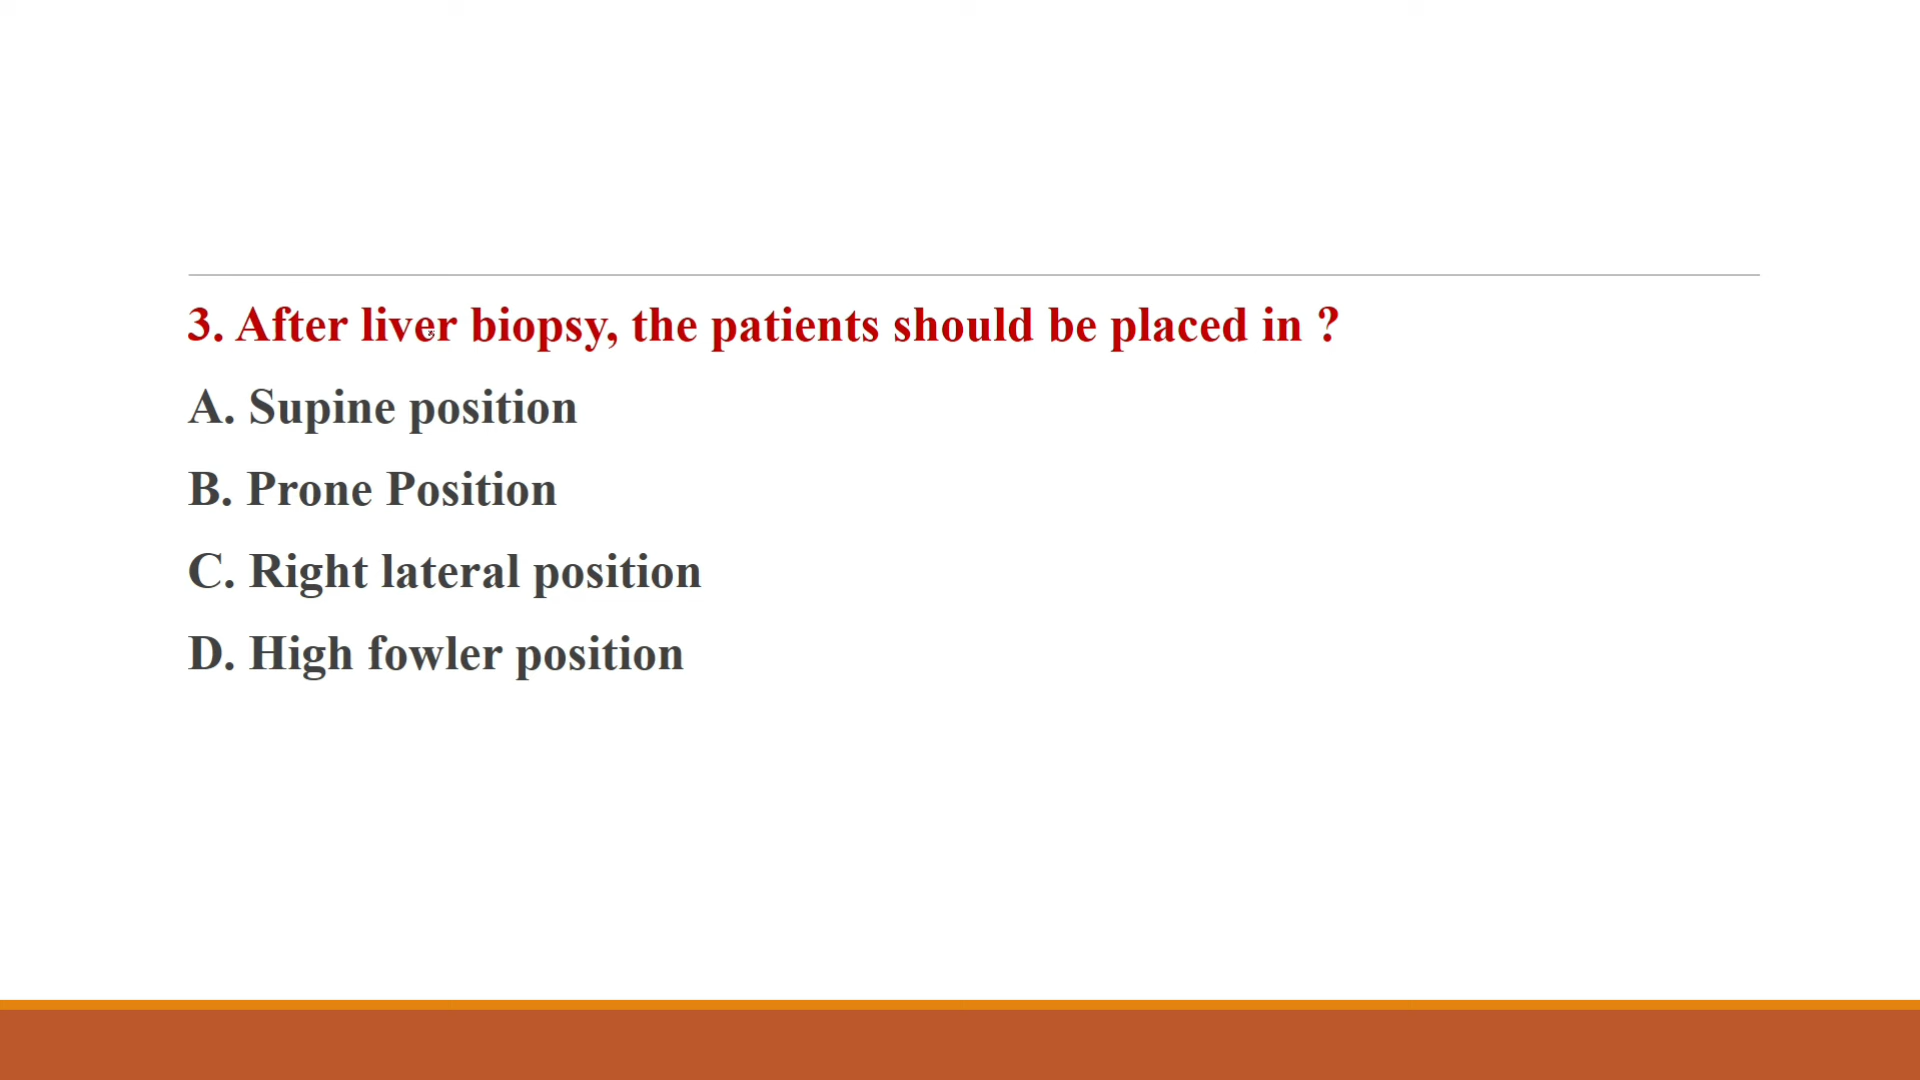 3. After liver biopsy, the patients should be placed in ?
A. Supine position
B. Prone Position
C. Right lateral position
D. High fowler position